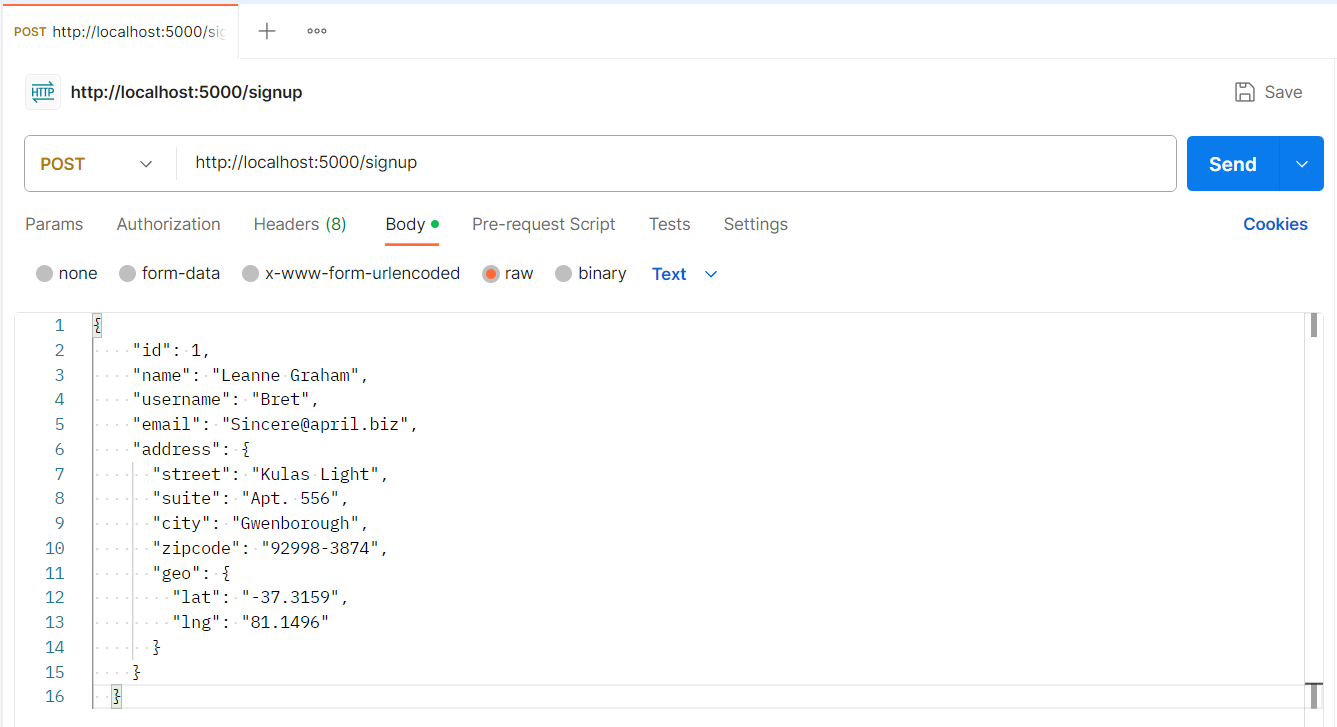 POST http://localhost:5000/sig
http://localhost:5000/signup Save
POST http://localhost:5000/signup Send
Params Authorization Headers (8) Body Pre-request Script Tests Settings Cookies
none form-data x-www-form-urlencoded raw binary Text
1 {
2 "id": 1,
3 "name": "Leanne Graham",
4 "username": "Bret",
5 "email": "Sincere@april.biz",
6 "address": {
7 "street": "Kulas Light",
8 "suite": "Apt. 556",
9 "city": "Gwenborough",
10 "zipcode": "92998-3874",
11 "geo": {
12 "lat": "-37.3159",
13 "lng": "81.1496"
14 }
15 }
16 }